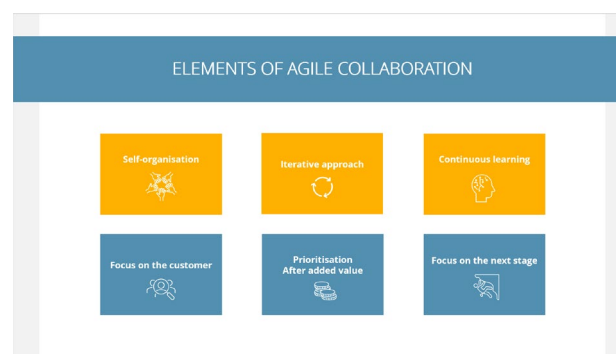 ELEMENTS OF AGILE COLLABORATION
Self-organisation
Iterative approach
Continuous learning
Focus on the customer
Prioritisation
After added value
Focus on the next stage